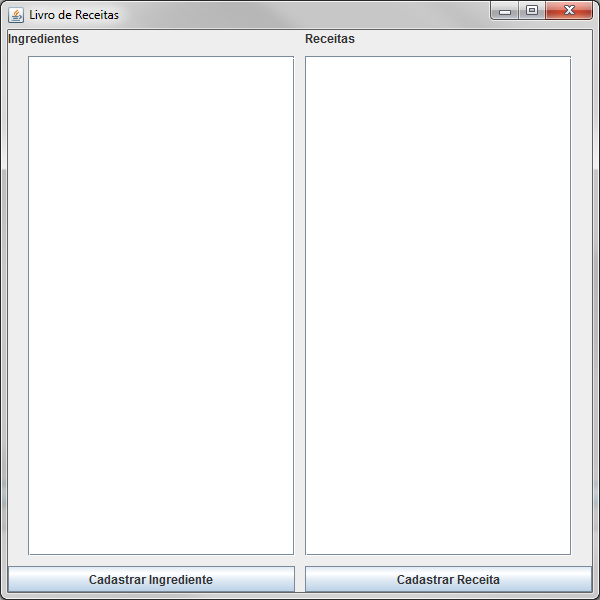 Livro de Receitas
Ingredientes
Receitas
Cadastrar Ingrediente
Cadastrar Receita